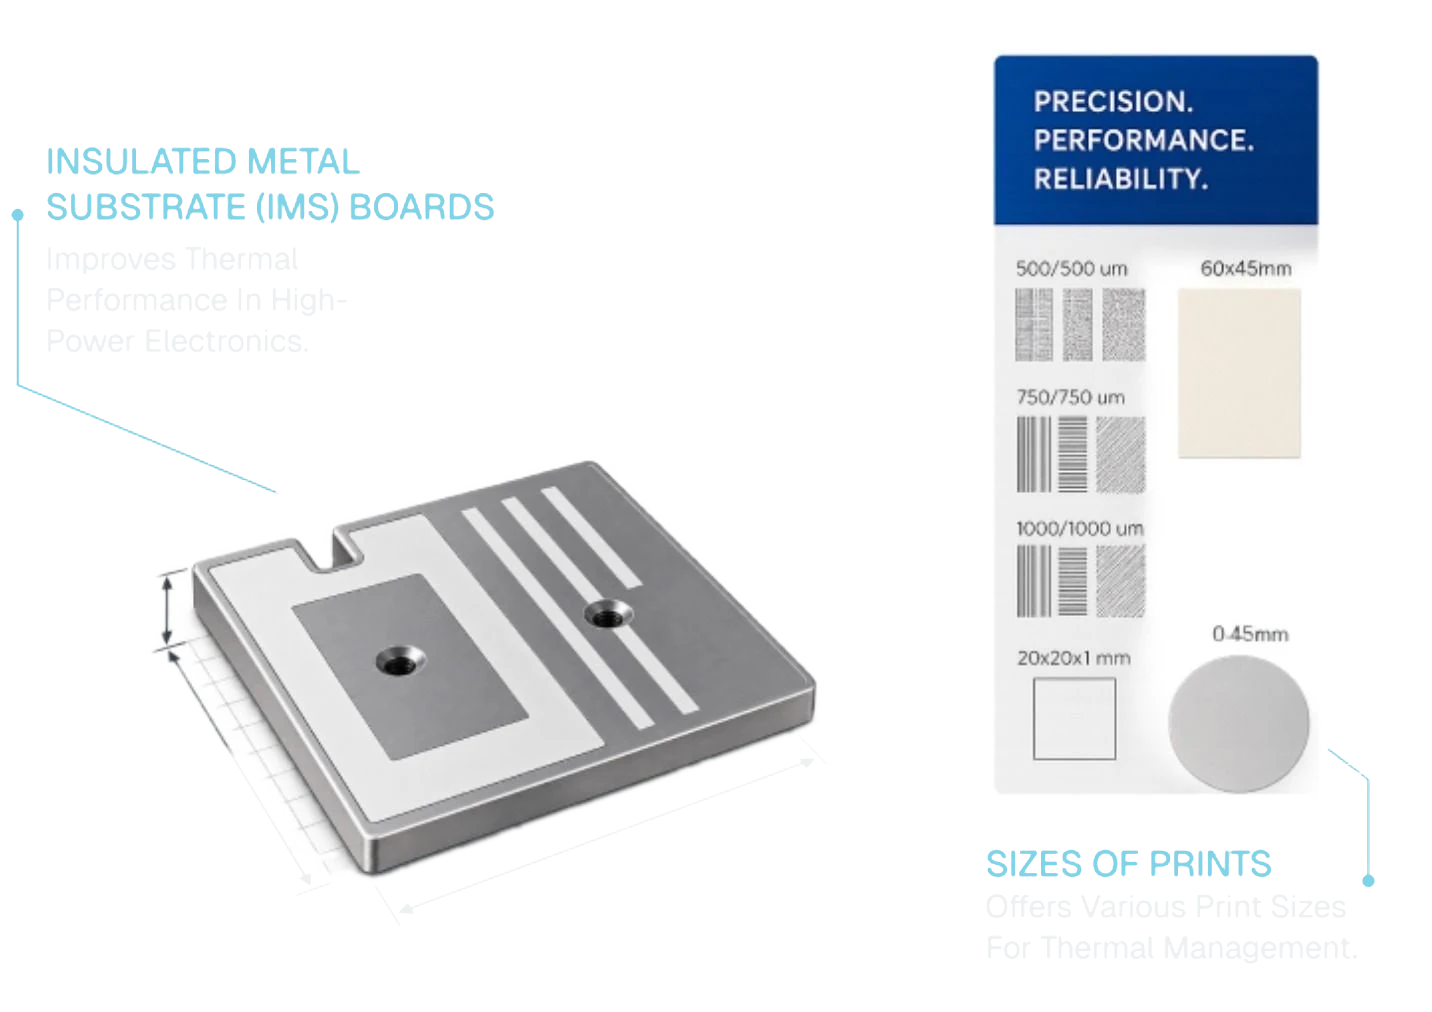 INSULATED METAL
SUBSTRATE (IMS) BOARDS
Improves Thermal
Performance In High-
Power Electronics.
PRECISION.
PERFORMANCE.
RELIABILITY.
500/500 um
60x45mm
750/750 um
1000/1000 um
20x20x1 mm
0-45mm
SIZES OF PRINTS
Offers Various Print Sizes
For Thermal Management.